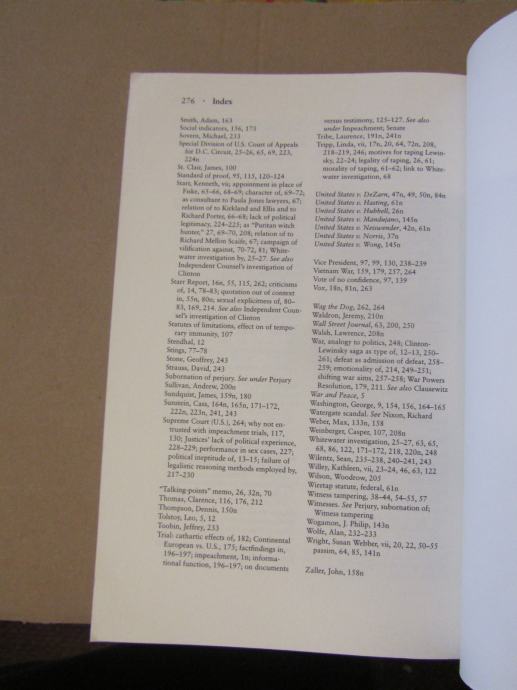 276 · Index
Smith, Adam, 163
Social indicators, 156, 173
Sovern, Michael, 233
Special Division of U.S. Court of Appeals
for D.C. Circuit, 25–26, 65, 69, 223,
224n
St. Clair, James, 100
Standard of proof, 95, 115, 120–124
Starr, Kenneth, vii; appointment in place of
Fiske, 65–66, 68–69; character of, 69–72;
as consultant to Paula Jones lawyers, 67;
relation of to Kirkland and Ellis and to
Richard Porter, 66–68; lack of political
legitimacy, 224–225; as "Puritan witch
hunter," 27, 69–70, 208; relation of to
Richard Mellon Scaife, 67; campaign of
vilification against, 70–72, 81; White-
water investigation by, 25–27. See also
Independent Counsel's investigation of
Clinton
Starr Report, 16n, 55, 115, 262; criticisms
of, 14, 78–83; quotation out of context
in, 55n, 80n; sexual explicitness of, 80–
83, 169, 214. See also Independent Coun-
sel's investigation of Clinton
Statutes of limitations, effect on of tempo-
rary immunity, 107
Stendhal, 12
Stings, 77–78
Stone, Geoffrey, 243
Strauss, David, 243
Subornation of perjury. See under Perjury
Sullivan, Andrew, 200n
Sundquist, James, 159n, 180
Sunstein, Cass, 164n, 165n, 171–172,
222n, 223n, 241, 243
Supreme Court (U.S.), 264; why not en-
trusted with impeachment trials, 117,
130; Justices' lack of political experience,
228–229; performance in sex cases, 227;
political ineptitude of, 13–15; failure of
legalistic reasoning methods employed by,
217–230
"Talking-points" memo, 26, 32n, 70
Thomas, Clarence, 116, 176, 212
Thompson, Dennis, 150n
Tolstoy, Leo, 5, 12
Toobin, Jeffrey, 233
Trial: cathartic effects of, 182; Continental
European vs. U.S., 175; factfindings in,
196–197; impeachment, 1n; informa-
tional function, 196–197; on documents
versus testimony, 125–127. See also
under Impeachment; Senate
Tribe, Laurence, 191n, 241n
Tripp, Linda, vii, 17n, 20, 64, 72n, 208,
218–219, 246; motives for taping Lewin-
sky, 22–24; legality of taping, 26, 61;
morality of taping, 61–62; link to White-
water investigation, 68
United States v. DeZarn, 47n, 49, 50n, 84n
United States v. Hasting, 61n
United States v. Hubbell, 26n
United States v. Mandujano, 145n
United States v. Neiswender, 42n, 61n
United States v. Norris, 37n
United States v. Wong, 145n
Vice President, 97, 99, 130, 238–239
Vietnam War, 159, 179, 257, 264
Vote of no confidence, 97, 139
Vox, 18n, 81n, 263
Wag the Dog, 262, 264
Waldron, Jeremy, 210n
Wall Street Journal, 63, 200, 250
Walsh, Lawrence, 208n
War, analogy to politics, 248; Clinton-
Lewinsky saga as type of, 12–13, 250–
261; defeat as admission of defeat, 258–
259; emotionality of, 214, 249–251;
shifting war aims, 257–258; War Powers
Resolution, 179, 211. See also Clausewitz
War and Peace, 5
Washington, George, 9, 154, 156, 164–165
Watergate scandal. See Nixon, Richard
Weber, Max, 133n, 158
Weinberger, Casper, 107, 208n
Whitewater investigation, 25–27, 63, 65,
68, 86, 122, 171–172, 218, 220n, 248
Wilentz, Sean, 235–238, 240–241, 243
Willey, Kathleen, vii, 23–24, 46, 63, 122
Wilson, Woodrow, 205
Wiretap statute, federal, 61n
Witness tampering, 38–44, 54–55, 57
Witnesses. See Perjury, subornation of;
Witness tampering
Wogamon, J. Philip, 143n
Wolfe, Alan, 232–233
Wright, Susan Webber, vii, 20, 22, 50–55
passim, 64, 85, 141n
Zaller, John, 158n